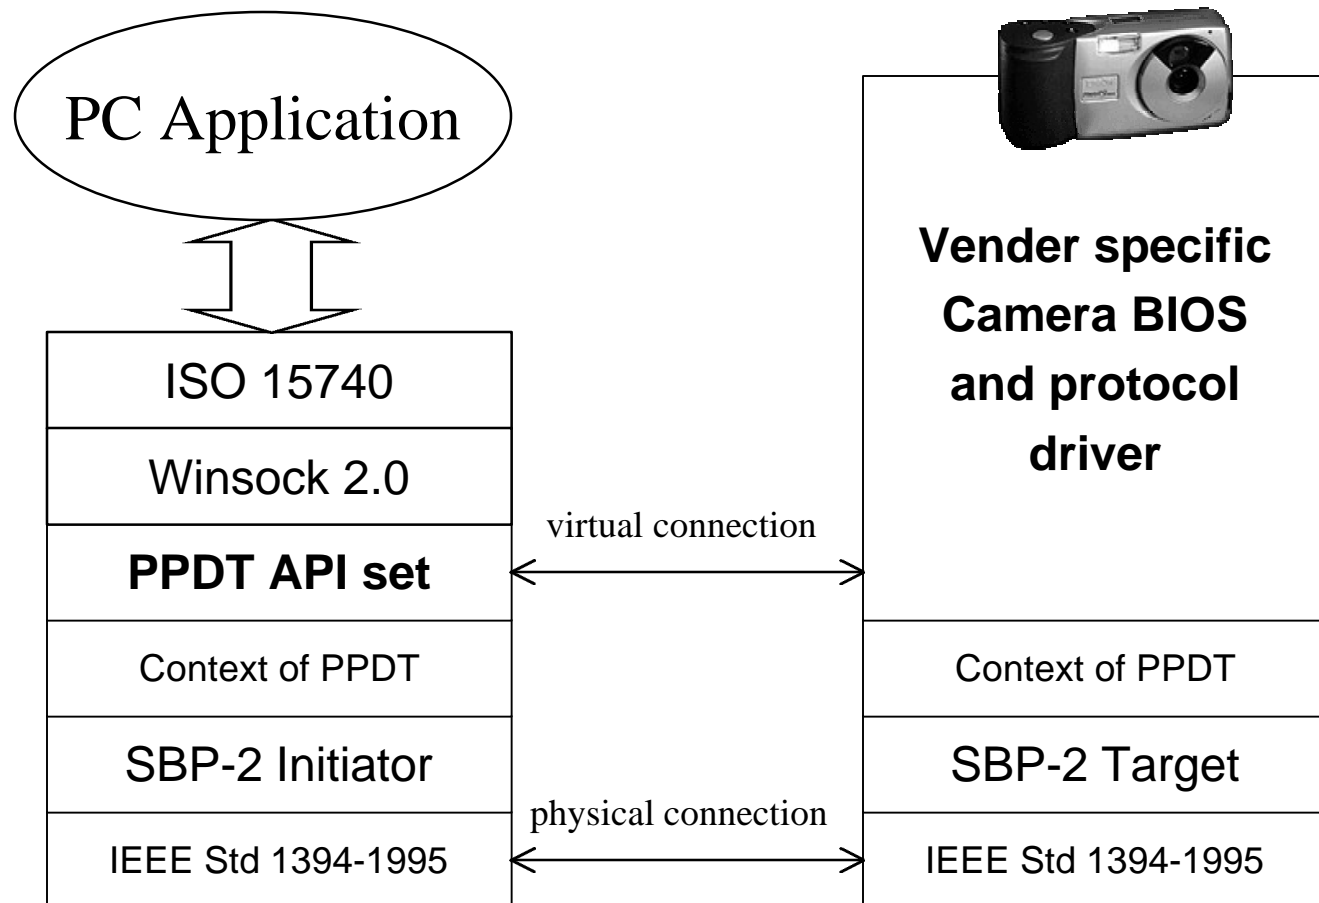 PC Application
ISO 15740
Winsock 2.0
PPDT API set
Context of PPDT
SBP-2 Initiator
IEEE Std 1394-1995
virtual connection
physical connection
Vender specific
Camera BIOS
and protocol
driver
Context of PPDT
SBP-2 Target
IEEE Std 1394-1995